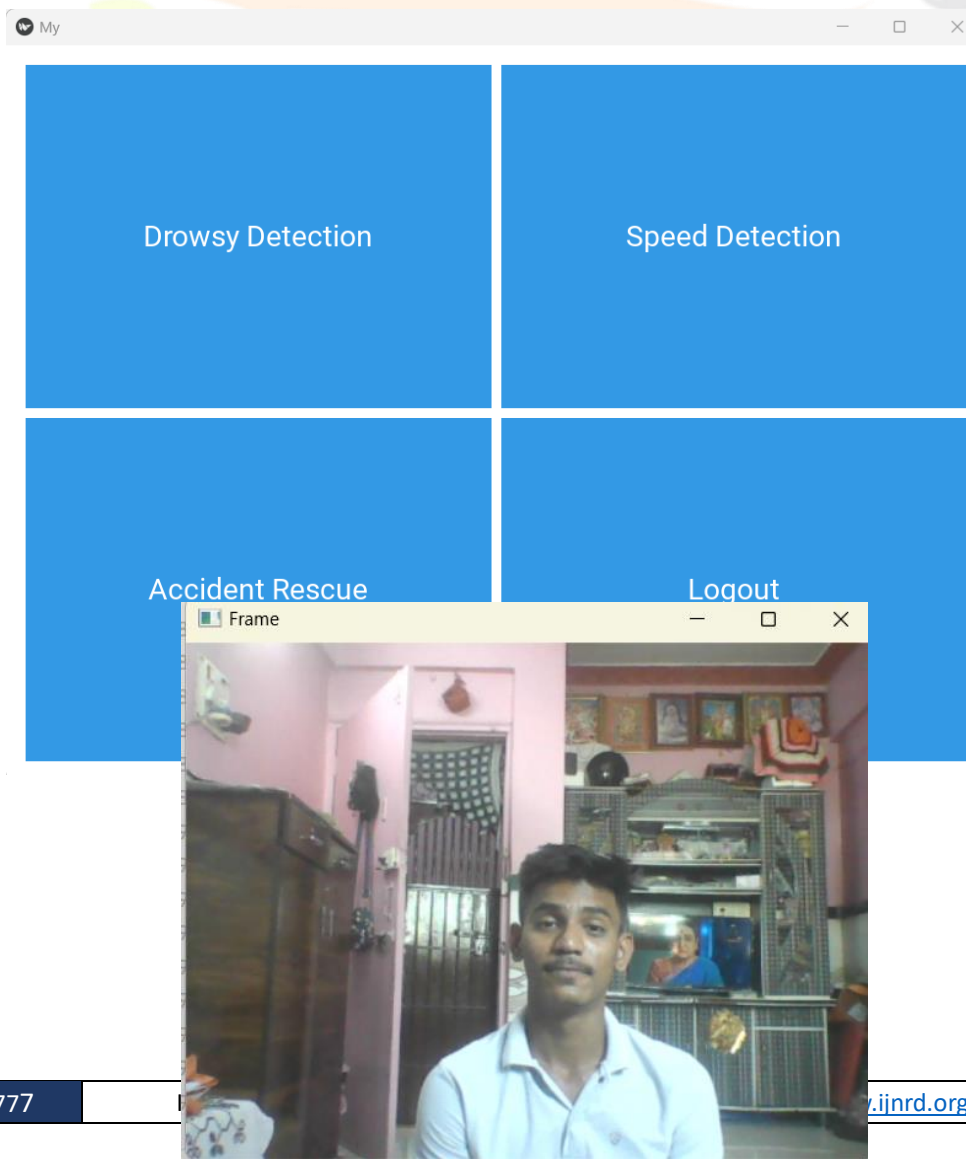 My
Drowsy Detection
Speed Detection
Accident Rescue
Logout
Frame
777
.ijnrd.org